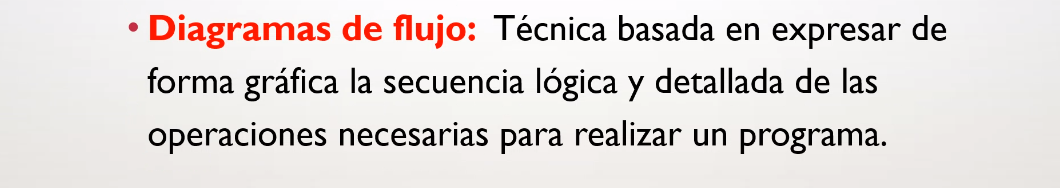 • Diagramas de flujo: Técnica basada en expresar de
forma gráfica la secuencia lógica y detallada de las
operaciones necesarias para realizar un programa.